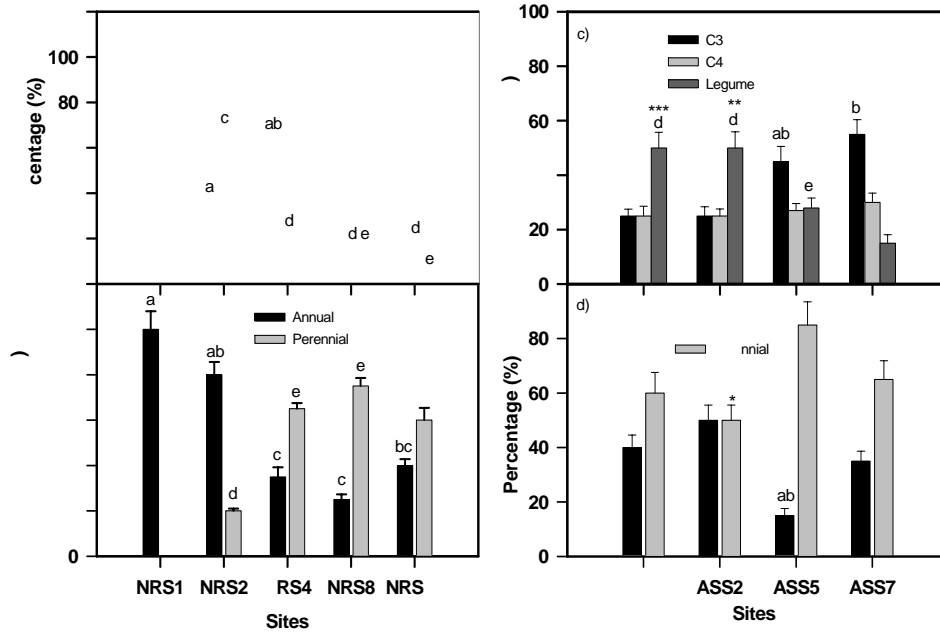 100
80
centage (%)
c
ab
a
d
d e
d
e
a
Annual
Perennial
)
ab
e
e
c
d
c
bc
0
NRS1 NRS2 RS4 NRS8 NRS
Sites
c)
C3
C4
Legume
)
100
80
60
40
20
0
***
d
**
d
ab
e
b
d)
nnial
Percentage (%)
80
60
40
20
0
*
ab
ASS2 ASS5 ASS7
Sites